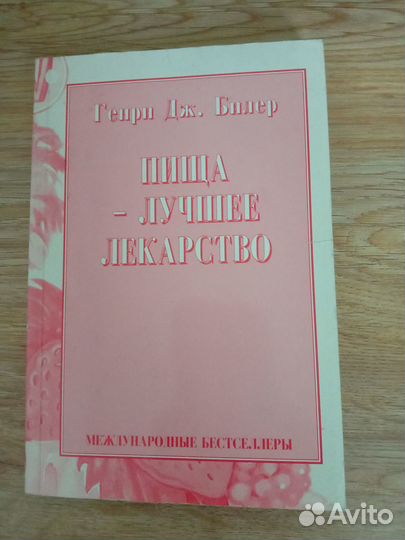 Генри Дж. Билер
ПИЩА
- ЛУЧШЕЕ
ЛЕКАРСТВО
МЕЖДУНАРОДНЫЕ БЕСТСЕЛЛЕРЫ
Avito